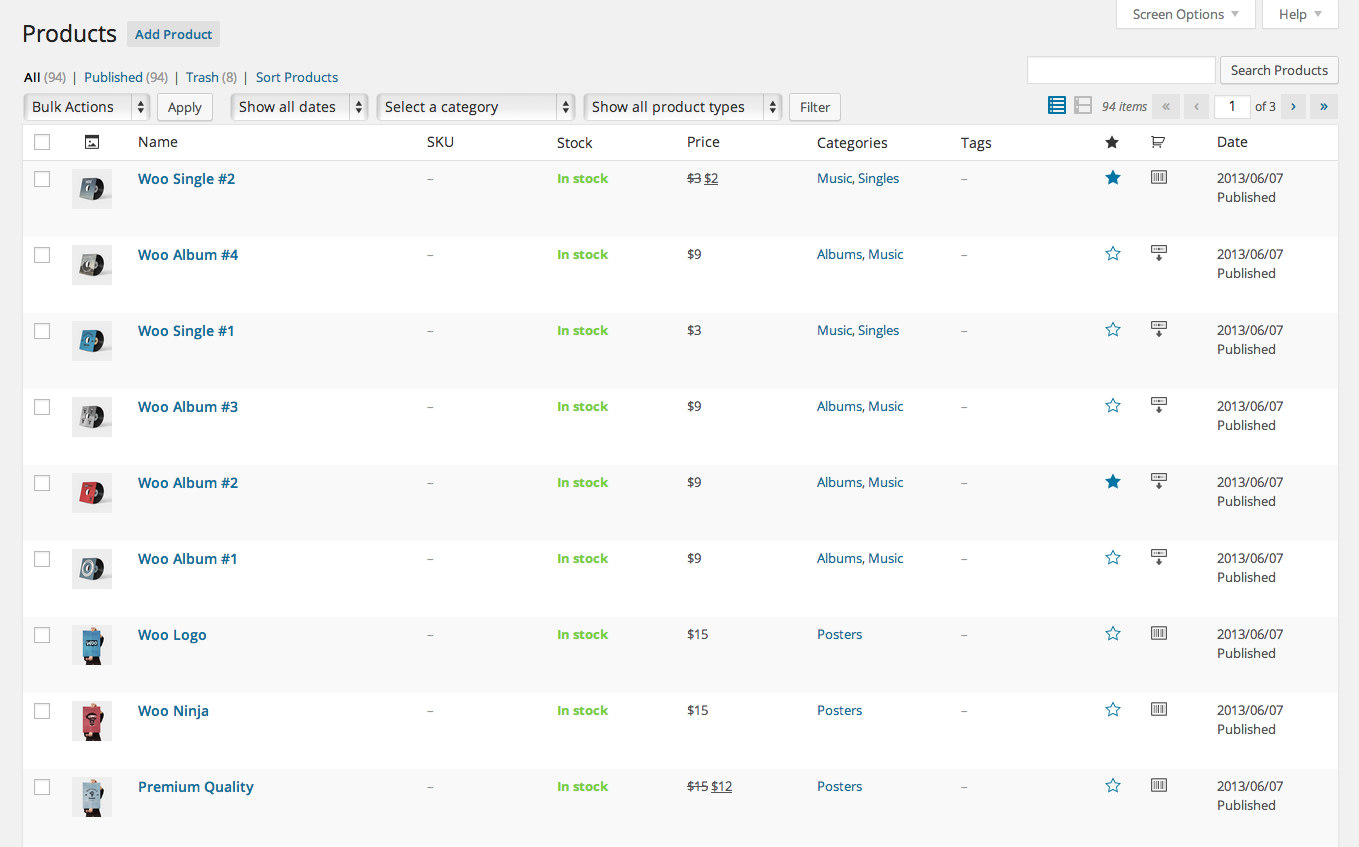 Screen Options Help
Products Add Product
All (94) | Published (94) | Trash (8) | Sort Products
Search Products
Bulk Actions Apply Show all dates Select a category Show all product types Filter 94 items « ‹ 1 of 3 › »
Name SKU Stock Price Categories Tags Date
Woo Single #2 – In stock $3 $2 Music, Singles – 2013/06/07
Published
Woo Album #4 – In stock $9 Albums, Music – 2013/06/07
Published
Woo Single #1 – In stock $3 Music, Singles – 2013/06/07
Published
Woo Album #3 – In stock $9 Albums, Music – 2013/06/07
Published
Woo Album #2 – In stock $9 Albums, Music – 2013/06/07
Published
Woo Album #1 – In stock $9 Albums, Music – 2013/06/07
Published
Woo Logo – In stock $15 Posters – 2013/06/07
Published
Woo Ninja – In stock $15 Posters – 2013/06/07
Published
Premium Quality – In stock $15 $12 Posters – 2013/06/07
Published